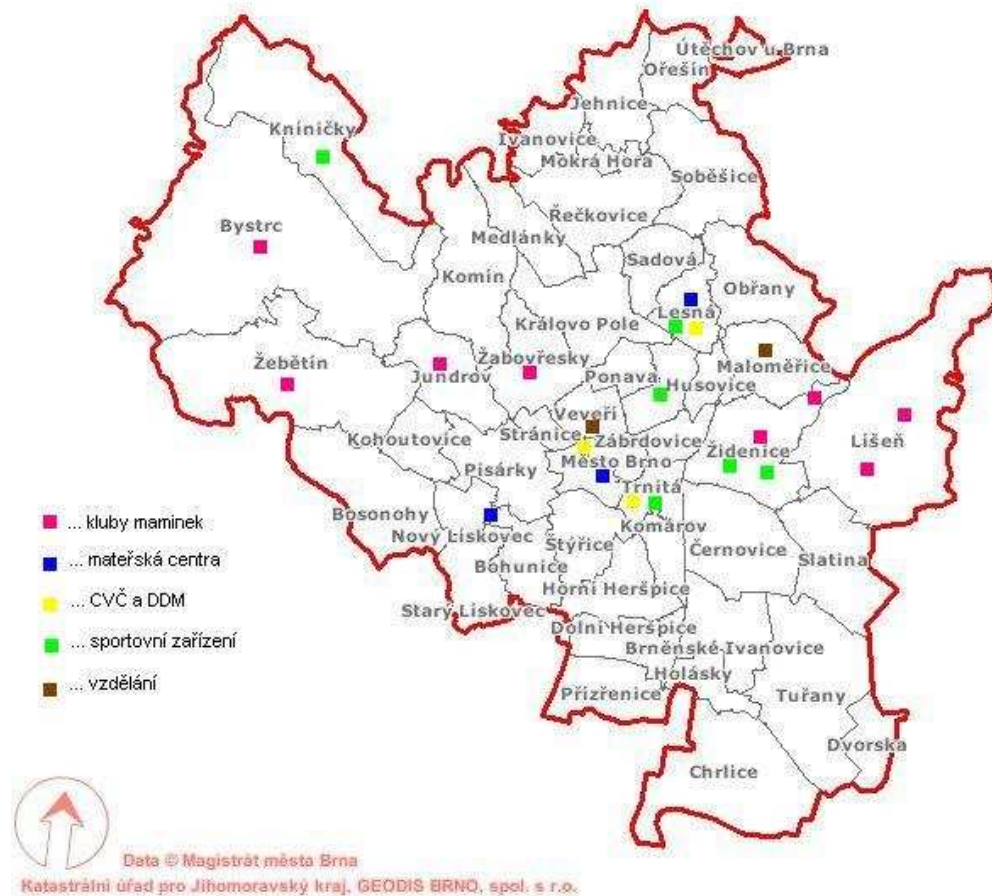 Útěchov u Brna
Ořešín
Jehnice
Kníničky
Ivanovice
Mokrá Hora
Soběšice
Řečkovice
Bystrc
Medlánky
Sadová
Komín
Obřany
Lesná
Královo Pole
Žebětín
Žabovřesky
Maloměřice
Jundrov
Ponava
Husovice
Veveří
Lišeň
Stránice
Zábrdovice
Kohoutovice
Židenice
Město Brno
Pisárky
Trnitá
Bosonohy
Komárov
Nový Lískovec
Štýřice
Černovice
Slatina
Bohunice
Horní Heršpice
Starý Lískovec
Dolní Heršpice
Brněnské Ivanovice
Holásky
Přízřenice
Tuřany
Dvorska
Chrlice
... kluby maminek
... mateřská centra
... CVČ a DDM
... sportovní zařízení
... vzdělání
Data © Magistrát města Brna
Katastrální úřad pro Jihomoravský kraj, GEODIS BRNO, spol. s r.o.